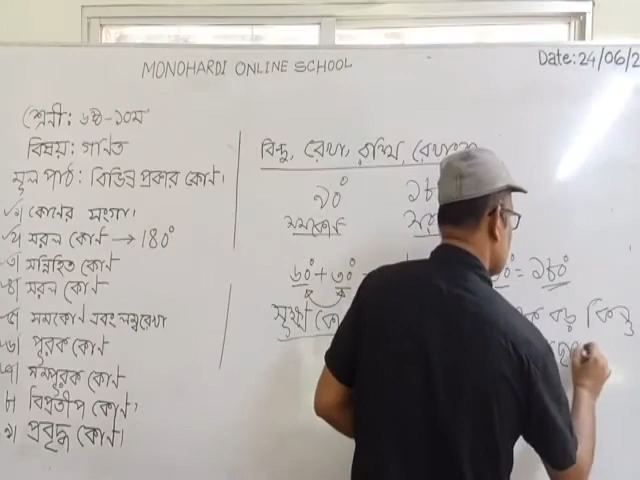 MONOHARDI ONLINE SCHOOL
Date: 24/06/2
শ্রেনী: ৬ষ্ঠ-১০ম
বিষয়: গণিত
মূল পাঠ: বিভিন্ন প্রকার কোণ।
১) কোনের সংগা।
২) সরল কোণ → 180°
৩) সন্নিহিত কোণ
৪) সরল কোণ
৫) সমকোণ এবং লম্বরেখা
৬) পূরক কোণ
৭) সম্পূরক কোণ
৮) বিপ্রতীপ কোণ।
৯) প্রবৃদ্ধ কোণ।
বিন্দু, রেখা, রশ্মি,
৯০°
সমকোণ
৬০° + ৩০°
= ১৮০°
সূক্ষ্ম
বড় কিন্তু